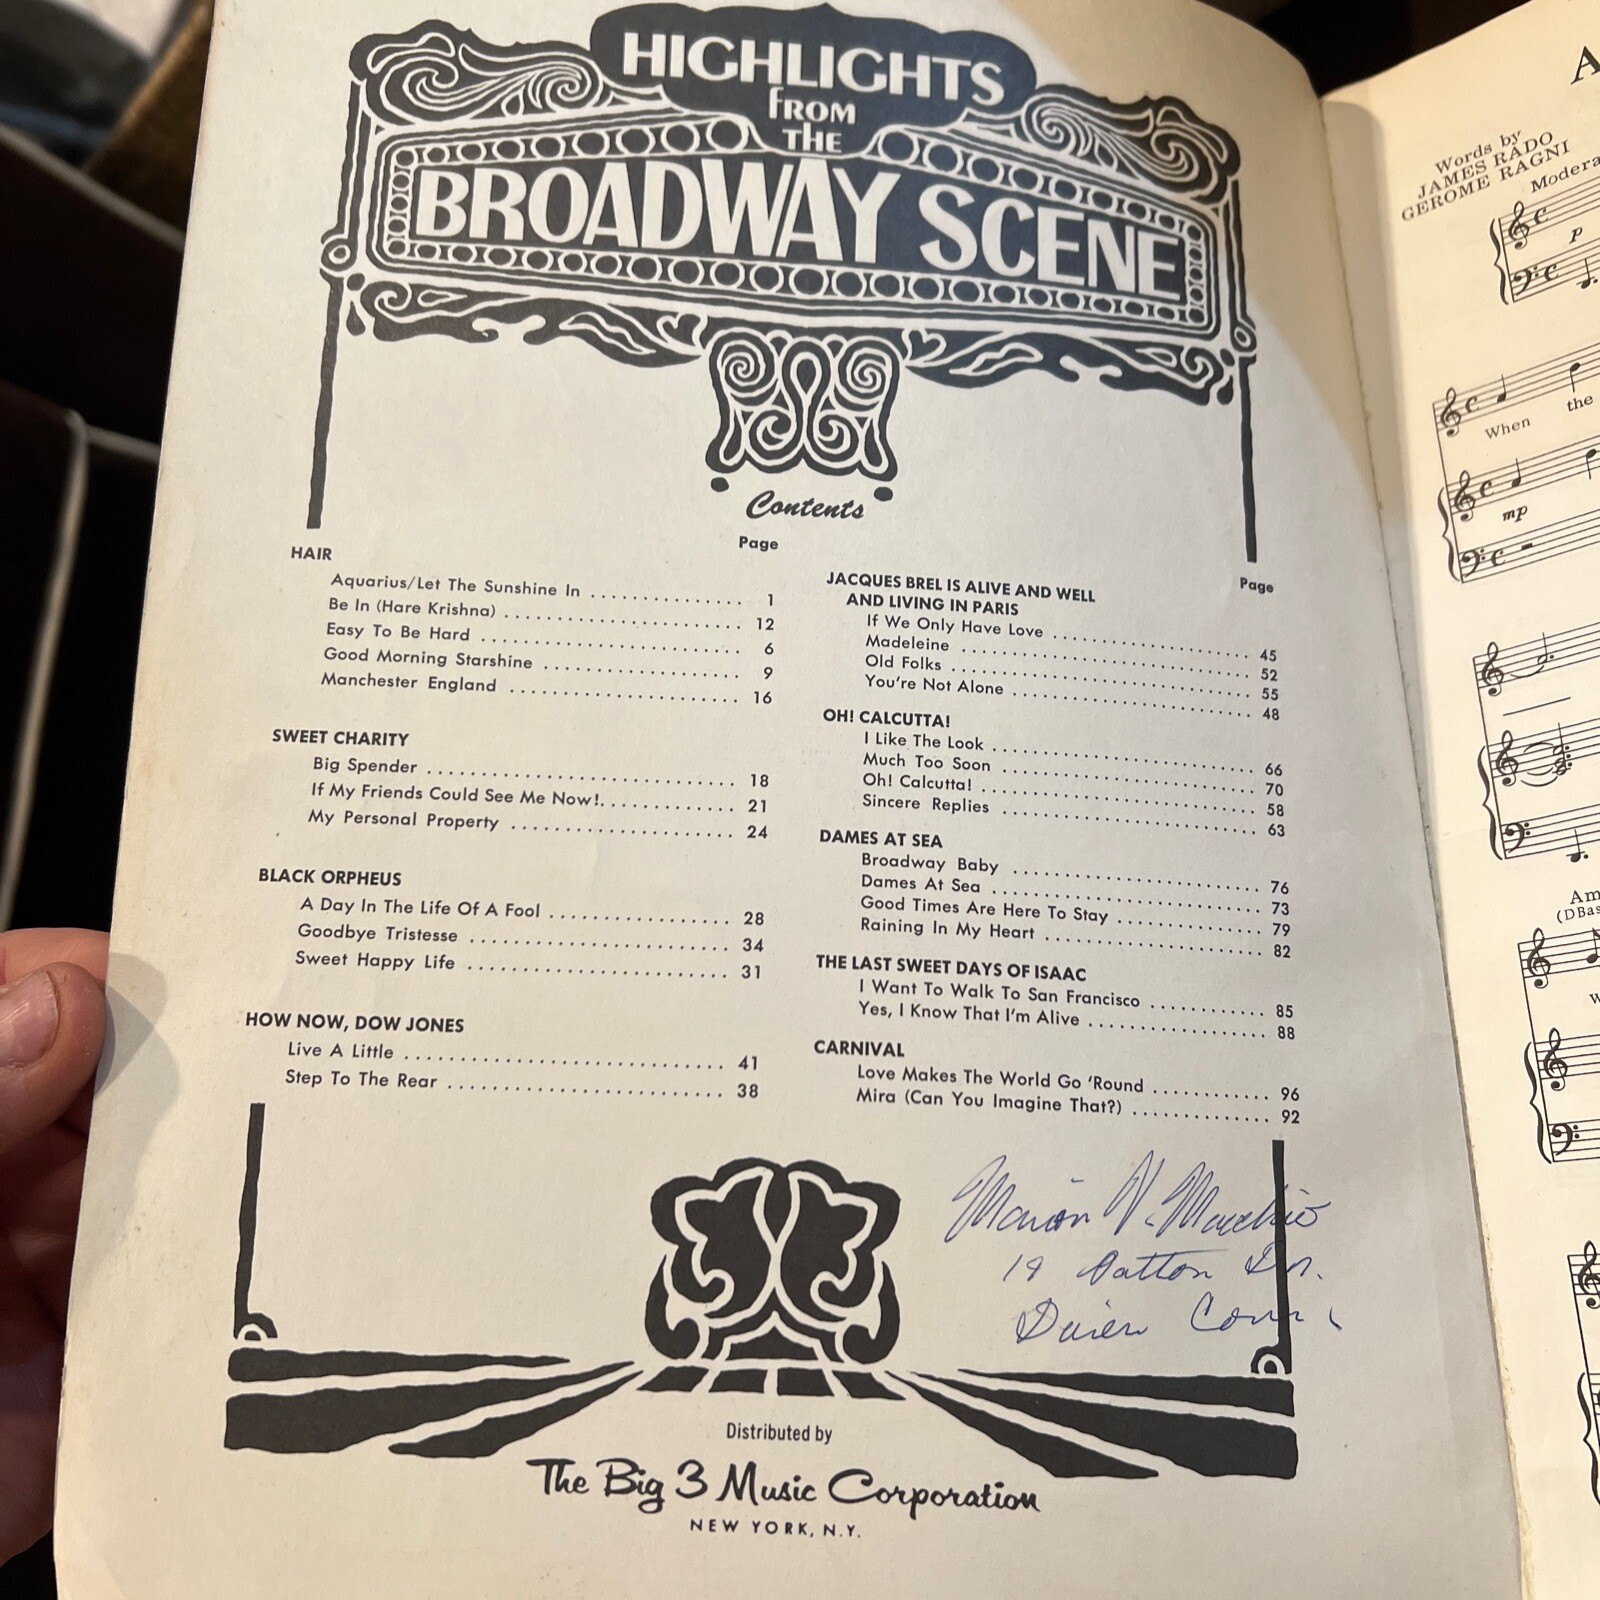 HIGHLIGHTS
FROM
THE
BROADWAY SCENE
Contents
Page
HAIR
Aquarius/Let The Sunshine In ............... 1
Be In (Hare Krishna) ........................ 12
Easy To Be Hard .......................... 6
Good Morning Starshine .................... 9
Manchester England ....................... 16
SWEET CHARITY
Big Spender ............................... 18
If My Friends Could See Me Now!.............. 21
My Personal Property ....................... 24
BLACK ORPHEUS
A Day In The Life Of A Fool .................. 28
Goodbye Tristesse .......................... 34
Sweet Happy Life .......................... 31
HOW NOW, DOW JONES
Live A Little ................................ 41
Step To The Rear ............................ 38
Page
JACQUES BREL IS ALIVE AND WELL
AND LIVING IN PARIS
If We Only Have Love ...................... 45
Madeleine ................................ 52
Old Folks ................................. 55
You're Not Alone .......................... 48
OH! CALCUTTA!
I Like The Look ............................ 66
Much Too Soon ........................... 70
Oh! Calcutta! .............................. 58
Sincere Replies ........................... 63
DAMES AT SEA
Broadway Baby ........................... 76
Dames At Sea ............................. 73
Good Times Are Here To Stay ................ 79
Raining In My Heart ........................ 82
THE LAST SWEET DAYS OF ISAAC
I Want To Walk To San Francisco ............ 85
Yes, I Know That I'm Alive .................. 88
CARNIVAL
Love Makes The World Go 'Round ............ 96
Mira (Can You Imagine That?) .............. 92
Marion V.
Conn
Distributed by
The Big 3 Music Corporation
NEW YORK, N.Y.
A
Words by
JAMES RADO
GEROME RAGNI
Modera
p
When the
mp
Am